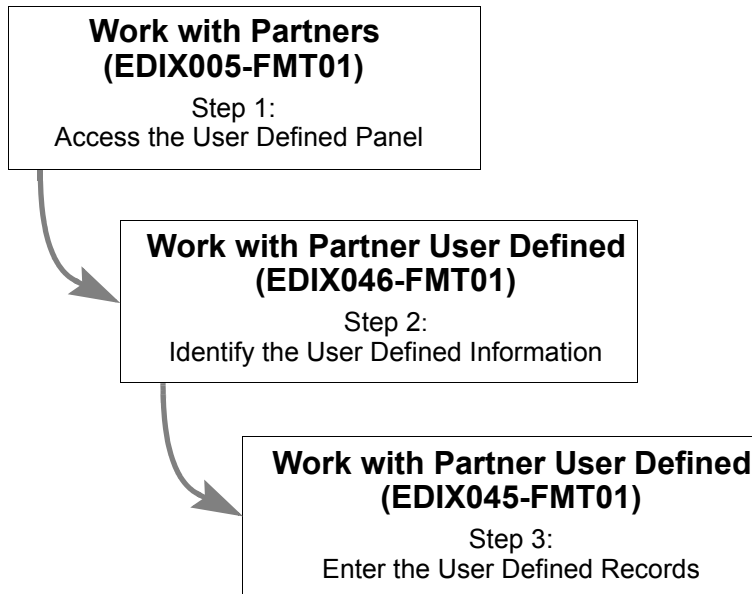 Work with Partners
(EDIX005-FMT01)
Step 1:
Access the User Defined Panel
Work with Partner User Defined
(EDIX046-FMT01)
Step 2:
Identify the User Defined Information
Work with Partner User Defined
(EDIX045-FMT01)
Step 3:
Enter the User Defined Records